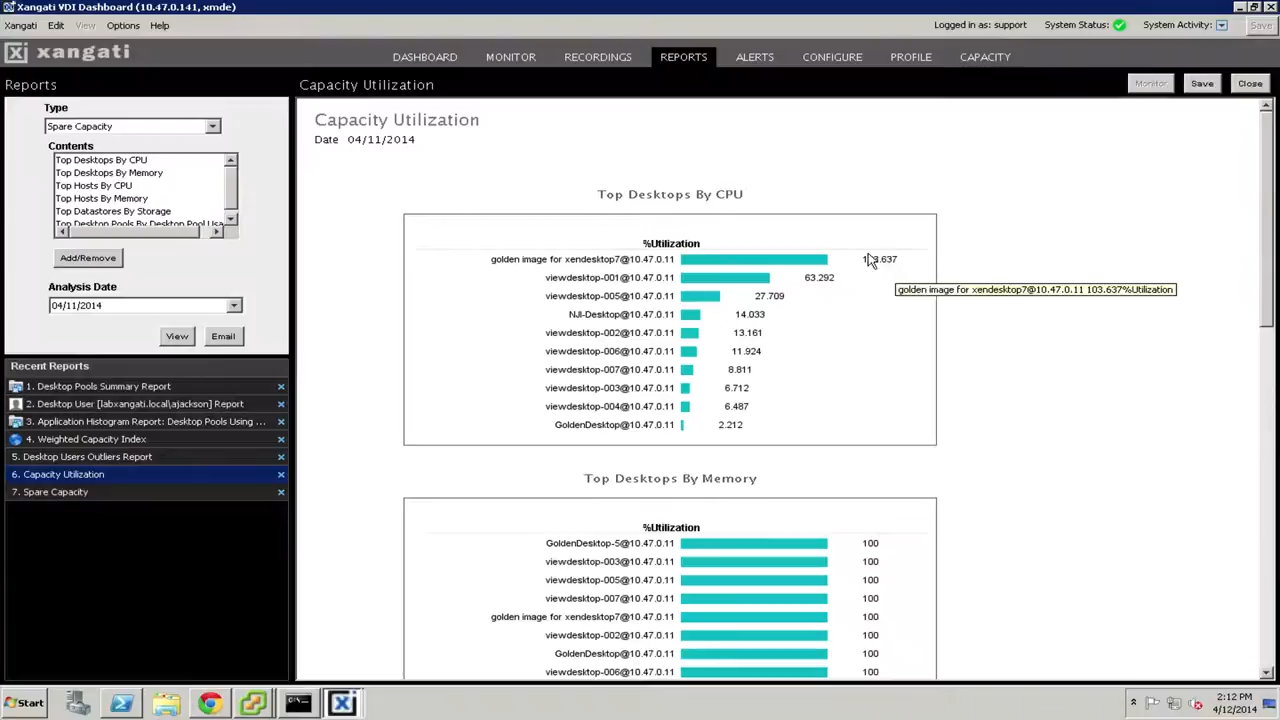 Xangati VDI Dashboard (10.47.0.141, xmde)
Xangati Edit View Options Help
Logged in as: support System Status: System Activity: Save
xangati
DASHBOARD MONITOR RECORDINGS REPORTS ALERTS CONFIGURE PROFILE CAPACITY
Reports
Capacity Utilization
Monitor Save Close
Type
Spare Capacity
Contents
Top Desktops By CPU
Top Desktops By Memory
Top Hosts By CPU
Top Hosts By Memory
Top Datastores By Storage
Top Desktop Pools By Desktop Pool Usa
Add/Remove
Analysis Date
04/11/2014
View Email
Recent Reports
1. Desktop Pools Summary Report
2. Desktop User [labxangati.local\ajackson] Report
3. Application Histogram Report: Desktop Pools Using ...
4. Weighted Capacity Index
5. Desktop Users Outliers Report
6. Capacity Utilization
7. Spare Capacity
Capacity Utilization
Date 04/11/2014
Top Desktops By CPU
%Utilization
golden image for xendesktop7@10.47.0.11
viewdesktop-001@10.47.0.11 63.292
golden image for xendesktop7@10.47.0.11 103.637%Utilization
viewdesktop-005@10.47.0.11 27.709
NJI-Desktop@10.47.0.11 14.033
viewdesktop-002@10.47.0.11 13.161
viewdesktop-006@10.47.0.11 11.924
viewdesktop-007@10.47.0.11 8.811
viewdesktop-003@10.47.0.11 6.712
viewdesktop-004@10.47.0.11 6.487
GoldenDesktop@10.47.0.11 2.212
Top Desktops By Memory
%Utilization
GoldenDesktop-5@10.47.0.11 100
viewdesktop-003@10.47.0.11 100
viewdesktop-005@10.47.0.11 100
viewdesktop-007@10.47.0.11 100
golden image for xendesktop7@10.47.0.11 100
viewdesktop-002@10.47.0.11 100
GoldenDesktop@10.47.0.11 100
viewdesktop-006@10.47.0.11 100
Start
2:12 PM
4/12/2014